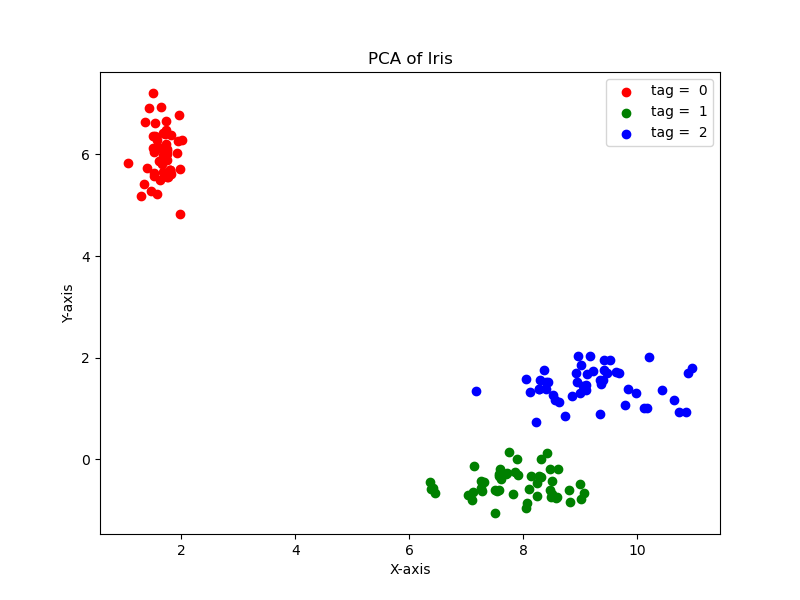 PCA of Iris
tag =  0
tag =  1
tag =  2
6
4
2
0
Y-axis
2 4 6 8 10
X-axis